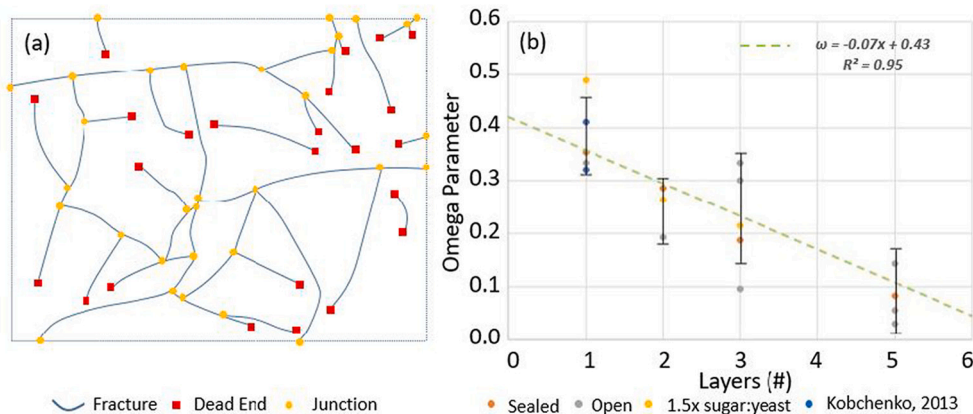 (a)
Fracture
Dead End
Junction
(b)
Omega Parameter
0.6
0.5
0.4
0.3
0.2
0.1
0.0
0 1 2 3 4 5 6
Layers (#)
ω = -0.07x + 0.43
R² = 0.95
Sealed
Open
1.5x sugar:yeast
Kobchenko, 2013